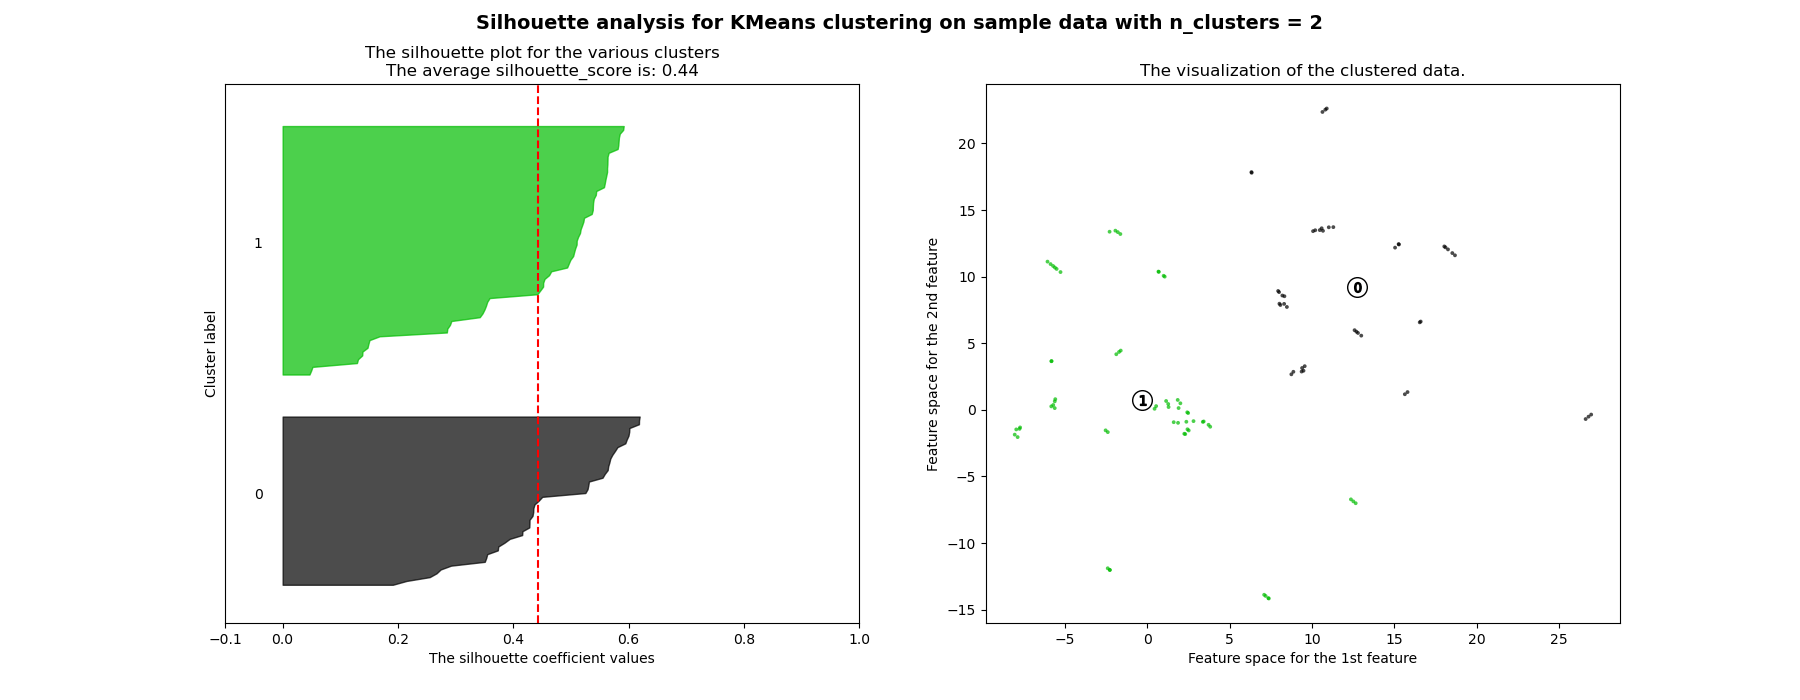 Silhouette analysis for KMeans clustering on sample data with n_clusters = 2
The silhouette plot for the various clusters
The average silhouette_score is: 0.44
1
0
Cluster label
−0.1 0.0 0.2 0.4 0.6 0.8 1.0
The silhouette coefficient values
The visualization of the clustered data.
20
15
10
5
0
−5
−10
−15
Feature space for the 2nd feature
0
1
−5 0 5 10 15 20 25
Feature space for the 1st feature